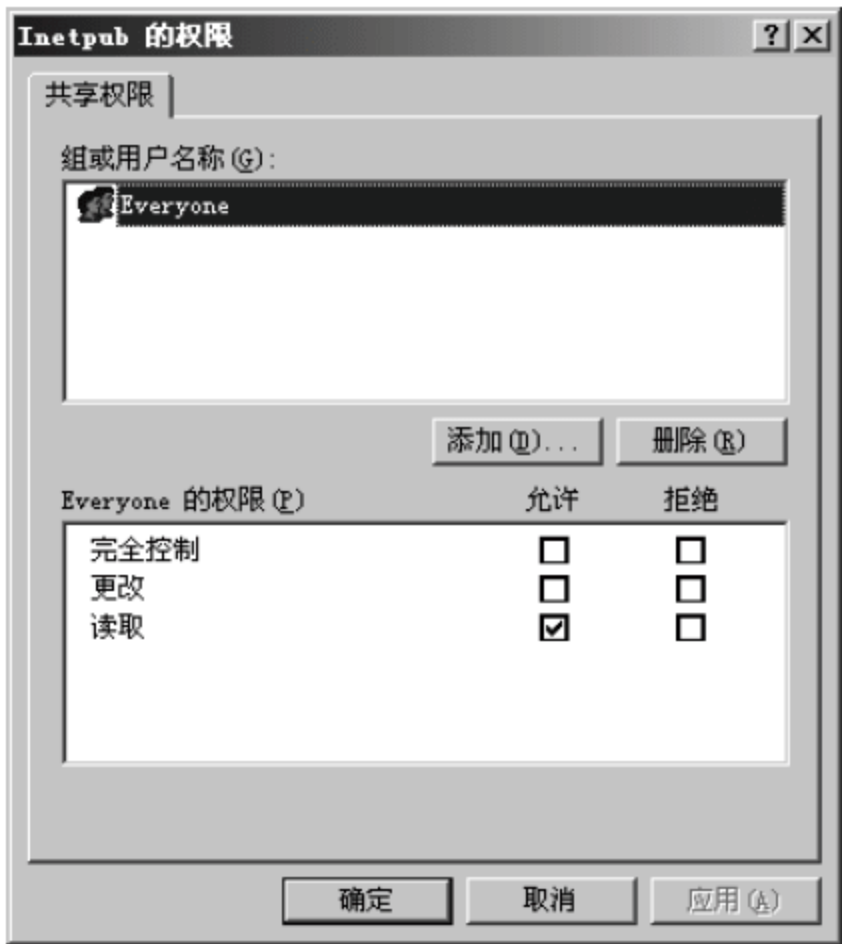 Inetpub 的权限
共享权限
组或用户名称(G):
Everyone
添加(D)... 删除(R)
Everyone 的权限(P) 允许 拒绝
完全控制
更改
读取
确定 取消 应用(A)